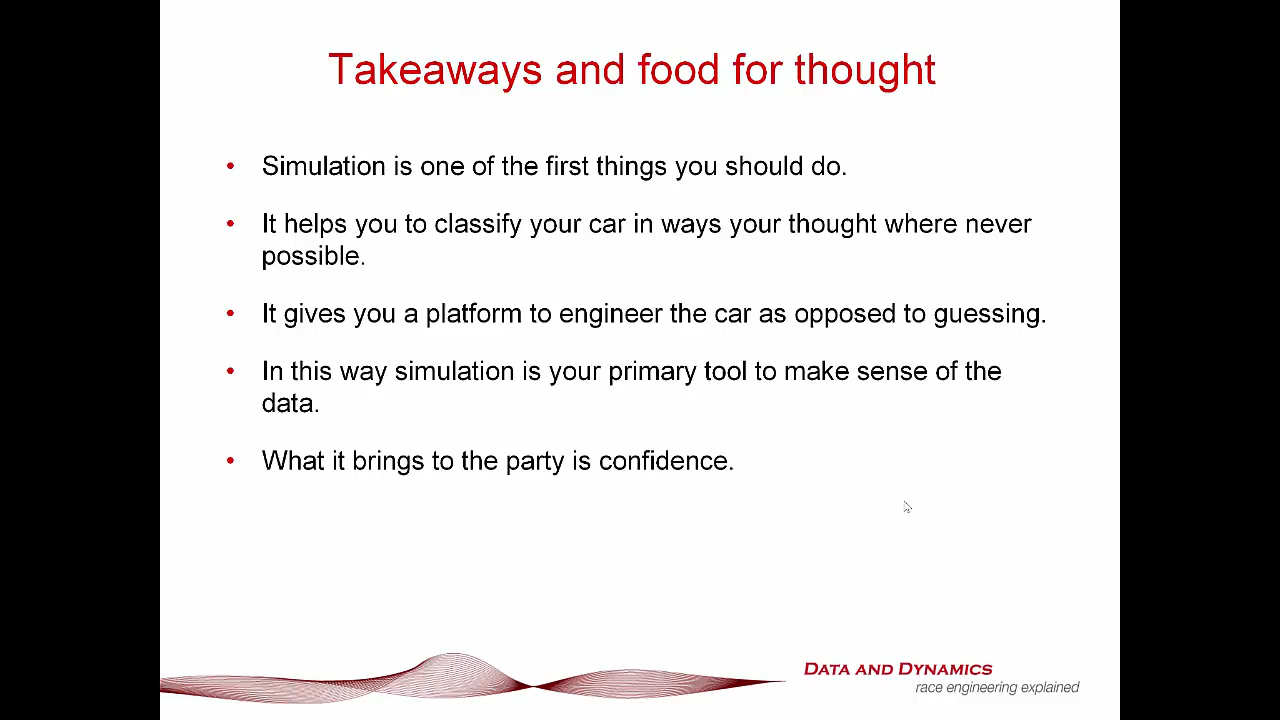 Takeaways and food for thought
• Simulation is one of the first things you should do.
• It helps you to classify your car in ways your thought where never
possible.
• It gives you a platform to engineer the car as opposed to guessing.
• In this way simulation is your primary tool to make sense of the
data.
• What it brings to the party is confidence.
DATA AND DYNAMICS
race engineering explained